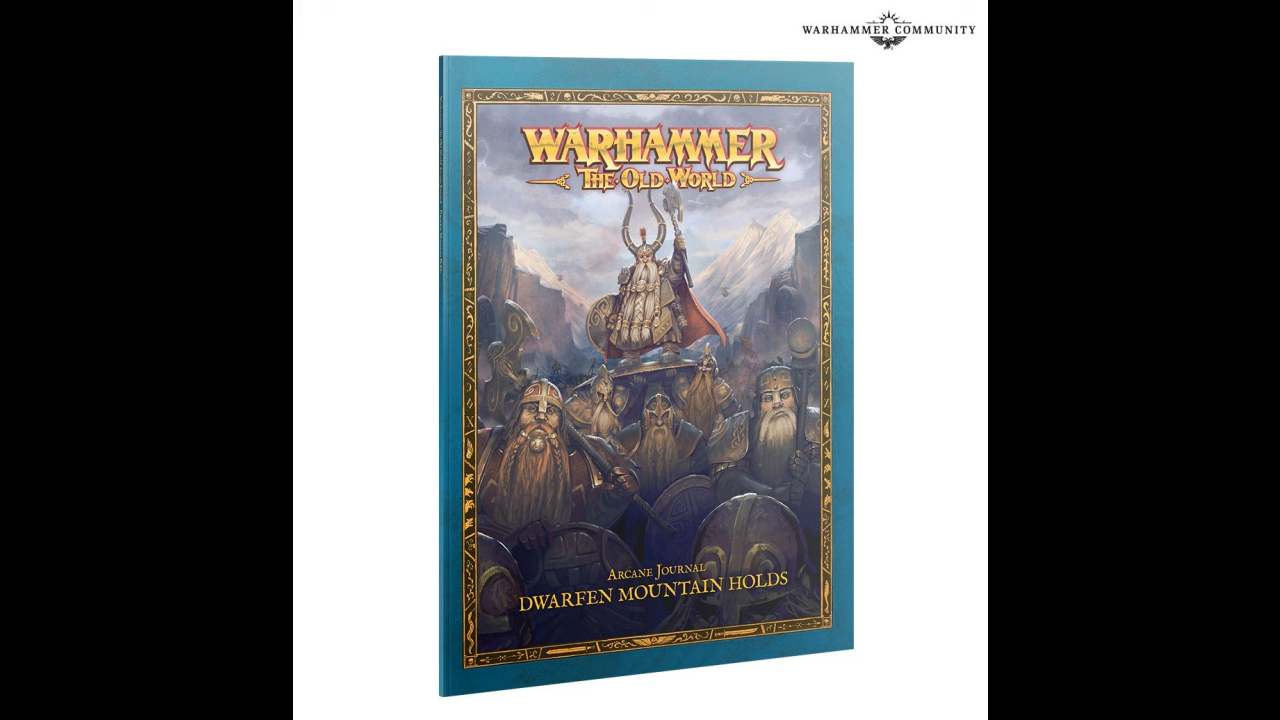 WARHAMMER COMMUNITY
WARHAMMER
THE OLD WORLD
ARCANE JOURNAL
DWARFEN MOUNTAIN HOLDS